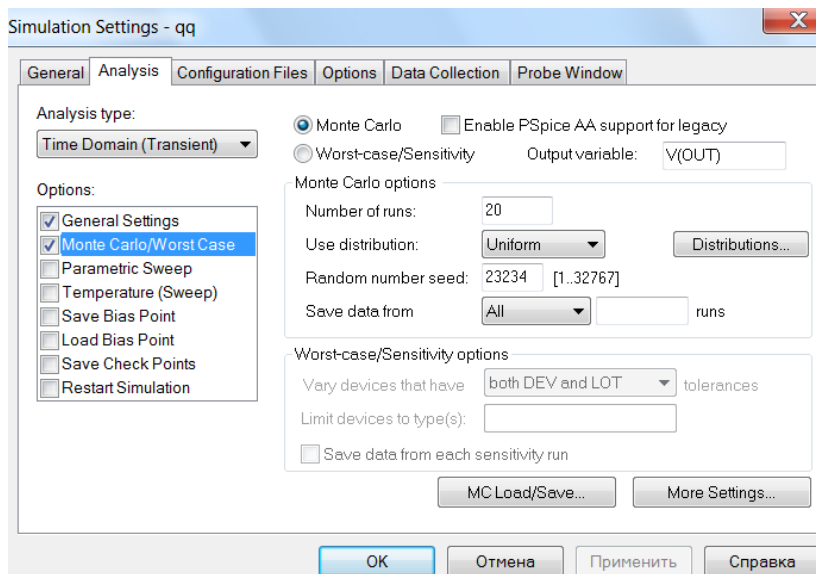 Simulation Settings - qq
General Analysis Configuration Files Options Data Collection Probe Window
Analysis type:
Time Domain (Transient)
Options:
General Settings
Monte Carlo/Worst Case
Parametric Sweep
Temperature (Sweep)
Save Bias Point
Load Bias Point
Save Check Points
Restart Simulation
Monte Carlo Enable PSpice AA support for legacy
Worst-case/Sensitivity Output variable: V(OUT)
Monte Carlo options
Number of runs: 20
Use distribution: Uniform Distributions...
Random number seed: 23234 [1..32767]
Save data from All runs
Worst-case/Sensitivity options
Vary devices that have both DEV and LOT tolerances
Limit devices to type(s):
Save data from each sensitivity run
MC Load/Save... More Settings...
OK Отмена Применить Справка